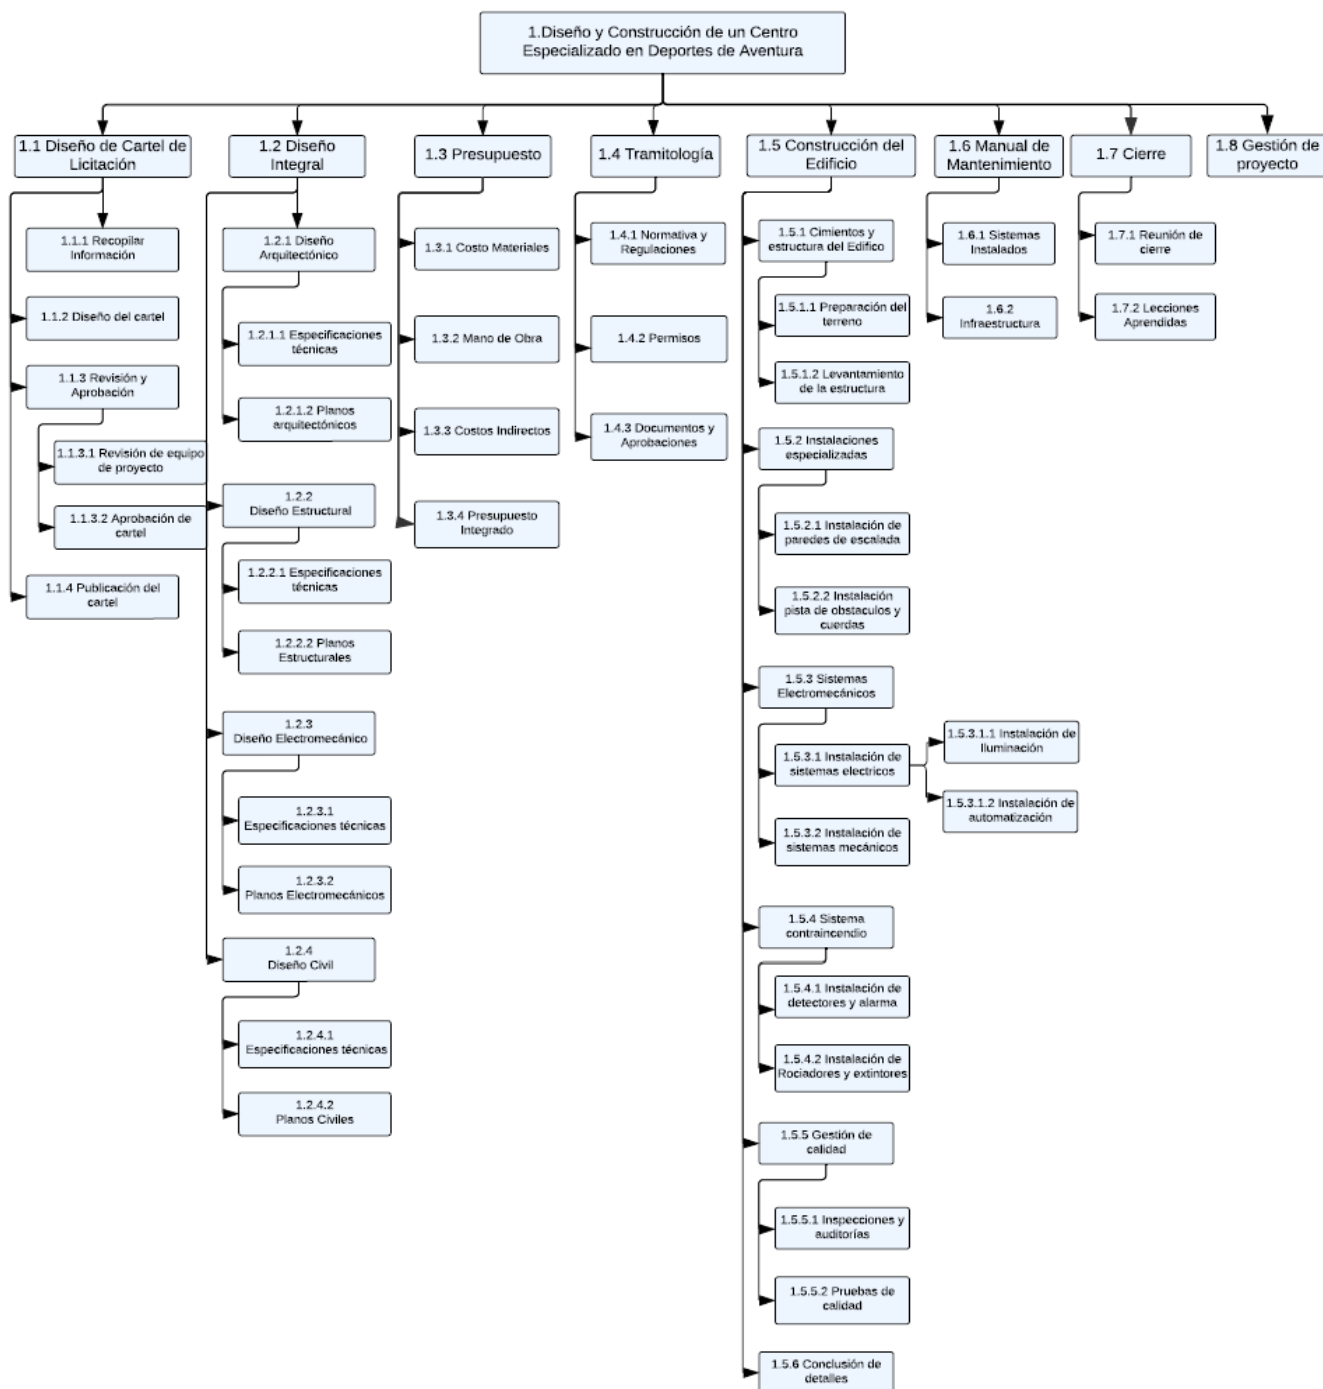 1.Diseño y Construcción de un Centro
Especializado en Deportes de Aventura
1.1 Diseño de Cartel de
Licitación
1.1.1 Recopilar
Información
1.1.2 Diseño del cartel
1.1.3 Revisión y
Aprobación
1.1.3.1 Revisión de equipo
de proyecto
1.1.3.2 Aprobación de
cartel
1.1.4 Publicación del
cartel
1.2 Diseño
Integral
1.2.1 Diseño
Arquitectónico
1.2.1.1 Especificaciones
técnicas
1.2.1.2 Planos
arquitectónicos
1.2.2
Diseño Estructural
1.2.2.1 Especificaciones
técnicas
1.2.2.2 Planos
Estructurales
1.2.3
Diseño Electromecánico
1.2.3.1
Especificaciones técnicas
1.2.3.2
Planos Electromecánicos
1.2.4
Diseño Civil
1.2.4.1
Especificaciones técnicas
1.2.4.2
Planos Civiles
1.3 Presupuesto
1.3.1 Costo Materiales
1.3.2 Mano de Obra
1.3.3 Costos Indirectos
1.3.4 Presupuesto
Integrado
1.4 Tramitología
1.4.1 Normativa y
Regulaciones
1.4.2 Permisos
1.4.3 Documentos y
Aprobaciones
1.5 Construcción del
Edificio
1.5.1 Cimientos y
estructura del Edifico
1.5.1.1 Preparación del
terreno
1.5.1.2 Levantamiento
de la estructura
1.5.2 Instalaciones
especializadas
1.5.2.1 Instalación de
paredes de escalada
1.5.2.2 Instalación
pista de obstaculos y
cuerdas
1.5.3 Sistemas
Electromecánicos
1.5.3.1 Instalación de
sistemas electricos
1.5.3.1.1 Instalación de
Iluminación
1.5.3.1.2 Instalación de
automatización
1.5.3.2 Instalación de
sistemas mecánicos
1.5.4 Sistema
contraincendio
1.5.4.1 Instalación de
detectores y alarma
1.5.4.2 Instalación de
Rociadores y extintores
1.5.5 Gestión de
calidad
1.5.5.1 Inspecciones y
auditorías
1.5.5.2 Pruebas de
calidad
1.5.6 Conclusión de
detalles
1.6 Manual de
Mantenimiento
1.6.1 Sistemas
Instalados
1.6.2
Infraestructura
1.7 Cierre
1.7.1 Reunión de
cierre
1.7.2 Lecciones
Aprendidas
1.8 Gestión de
proyecto